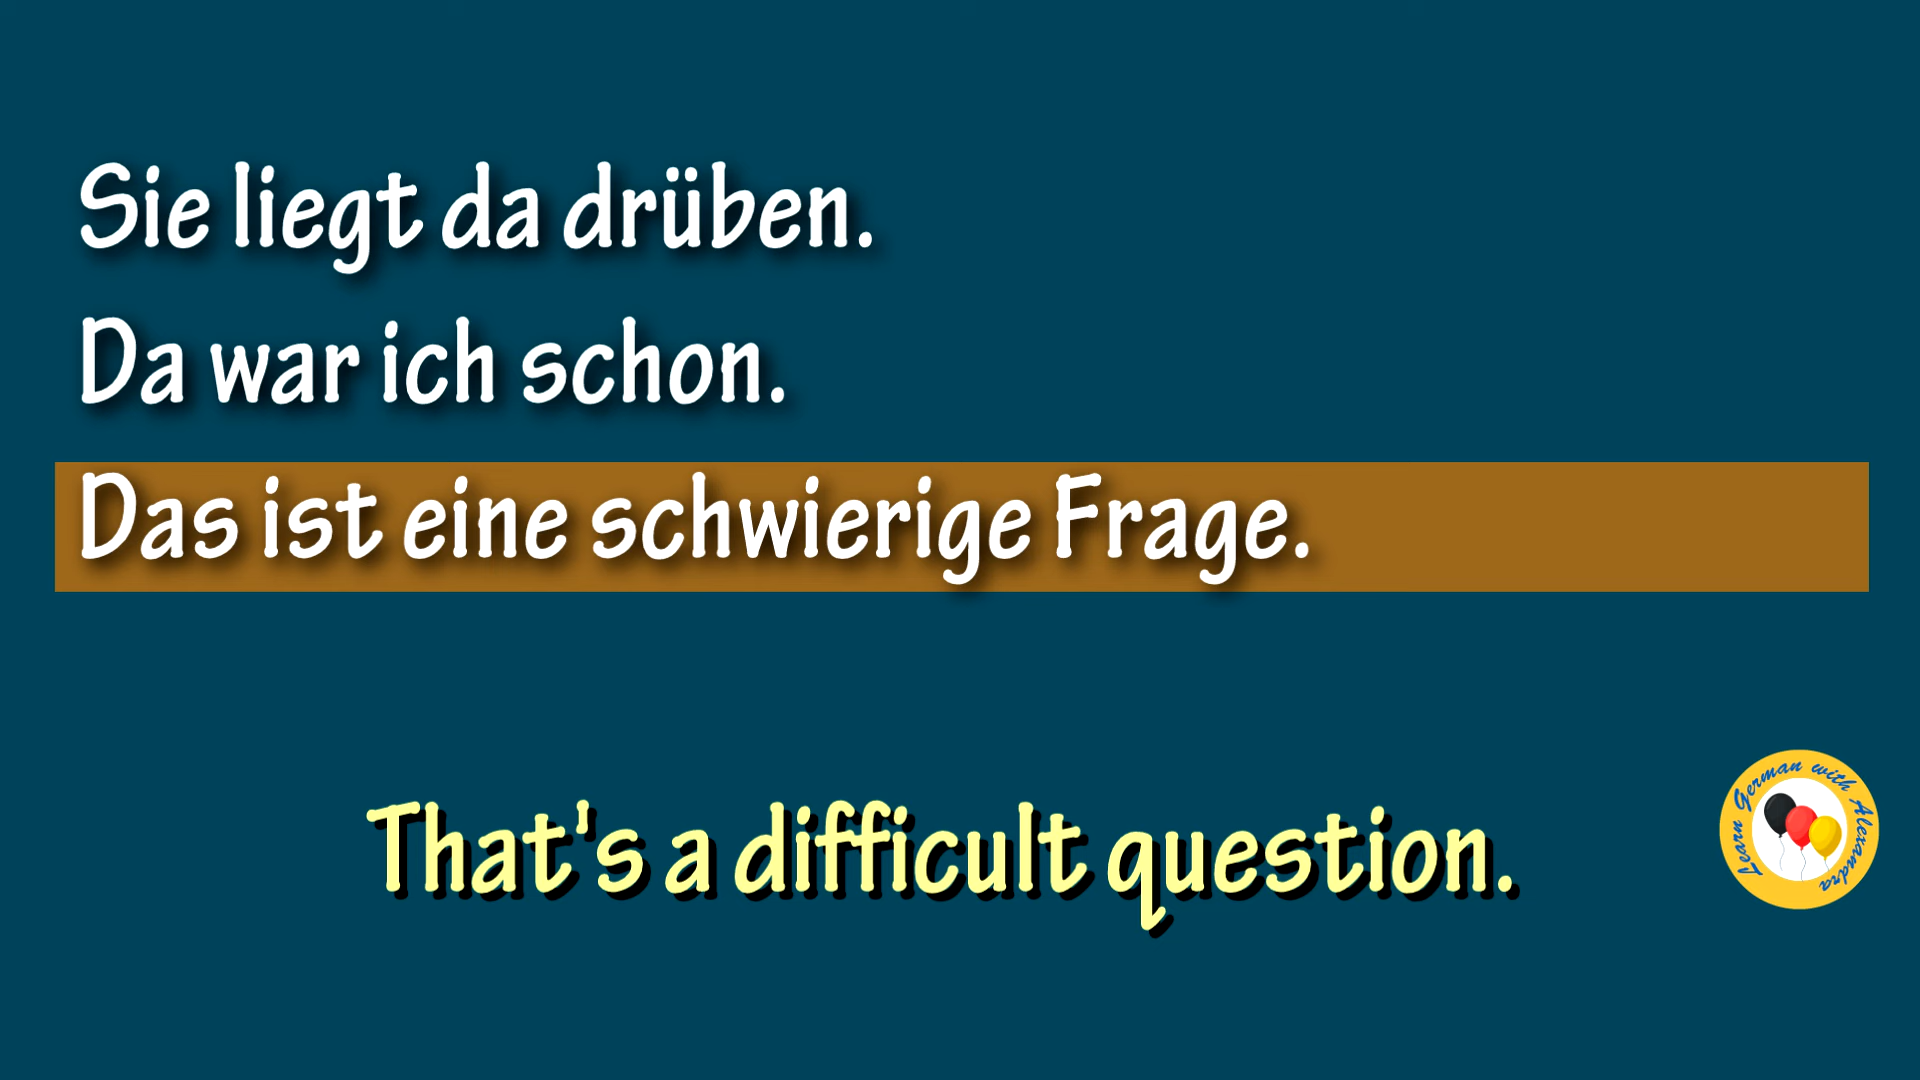 Sie liegt da drüben.
Da war ich schon.
Das ist eine schwierige Frage.
That's a difficult question.
Learn German with Alexandra